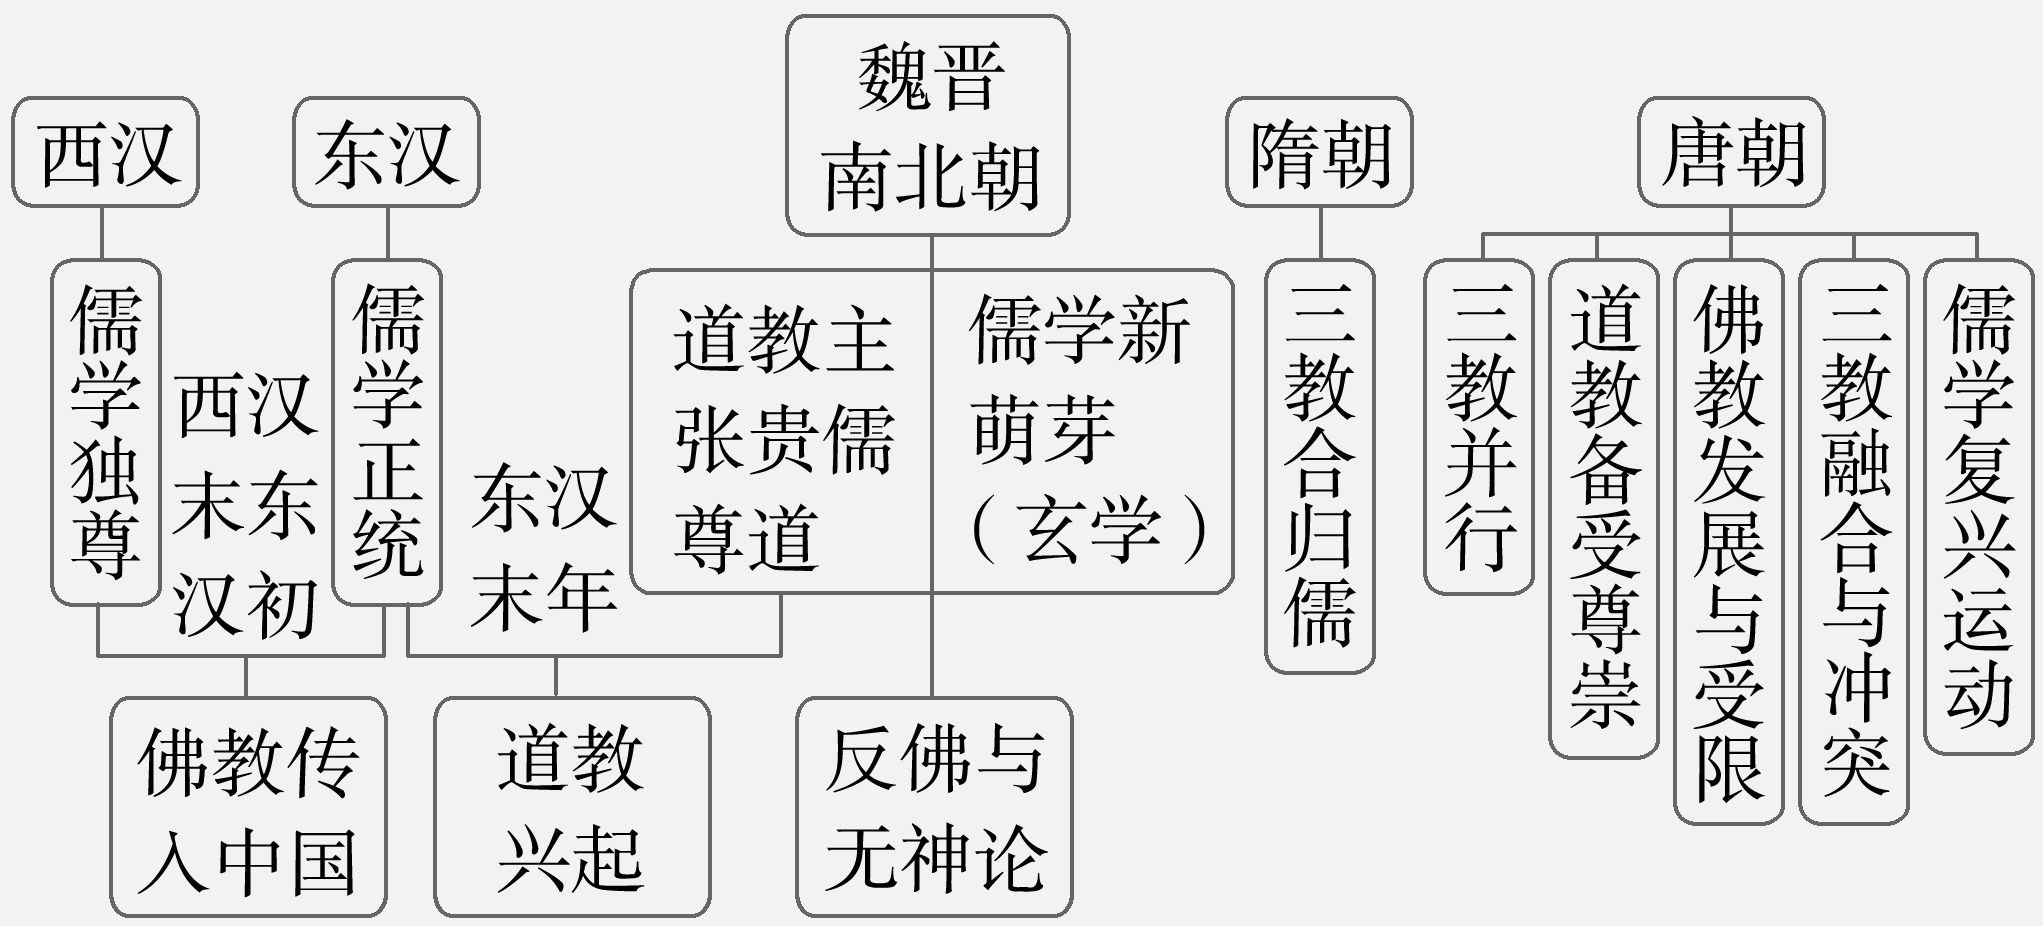 西汉
儒学独尊
西汉
末东
汉初
东汉
儒学正统
佛教传
入中国
东汉
末年
道教
兴起
魏晋
南北朝
道教主
张贵儒
尊道
儒学新
萌芽
（玄学）
反佛与
无神论
隋朝
三教合归儒
唐朝
三教并行
道教备受尊崇
佛教发展与受限
三教融合与冲突
儒学复兴运动